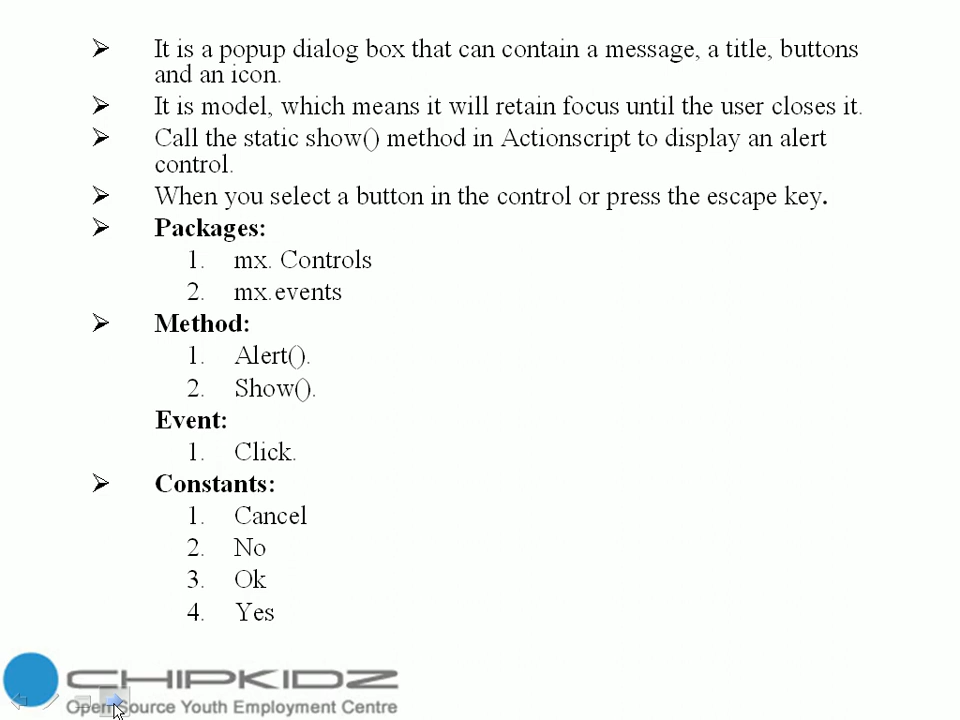 It is a popup dialog box that can contain a message, a title, buttons
and an icon.
It is model, which means it will retain focus until the user closes it.
Call the static show() method in Actionscript to display an alert
control.
When you select a button in the control or press the escape key.
Packages:
1. mx. Controls
2. mx.events
Method:
1. Alert().
2. Show().
Event:
1. Click.
Constants:
1. Cancel
2. No
3. Ok
4. Yes
CHIPKIDZ
Open Source Youth Employment Centre